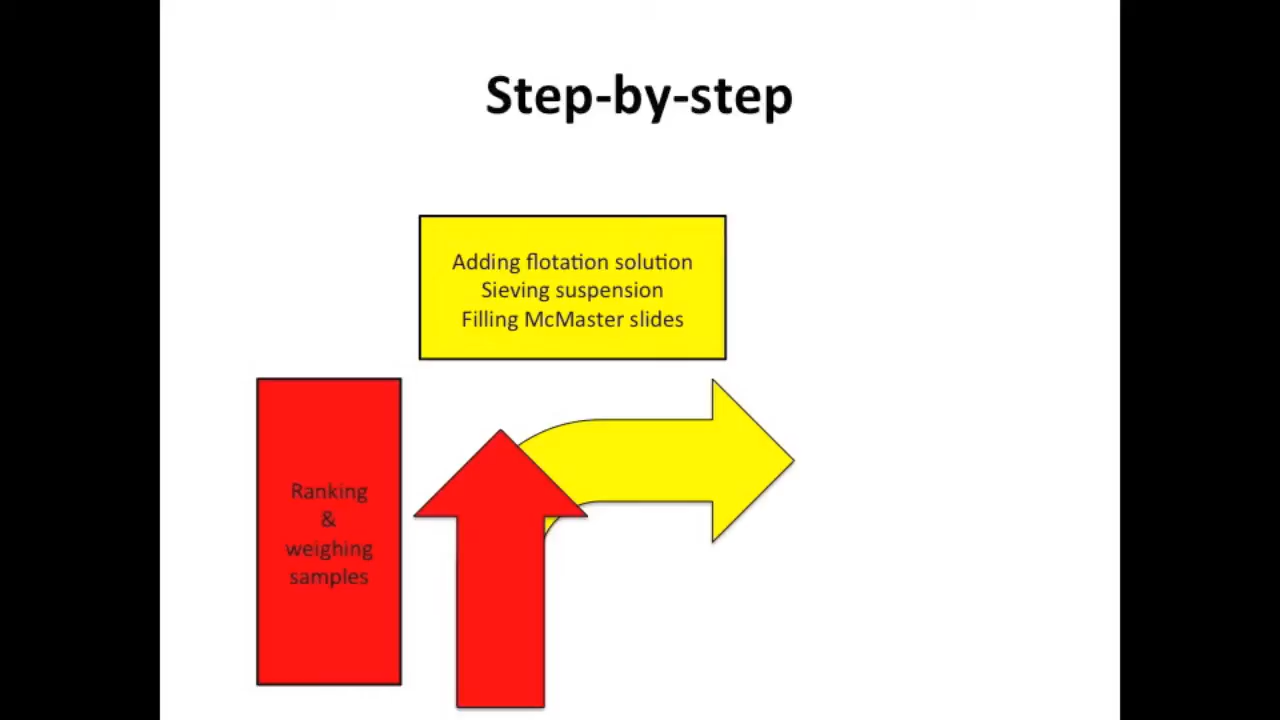 Step-by-step
Adding flotation solution
Sieving suspension
Filling McMaster slides
Ranking
&
weighing
samples